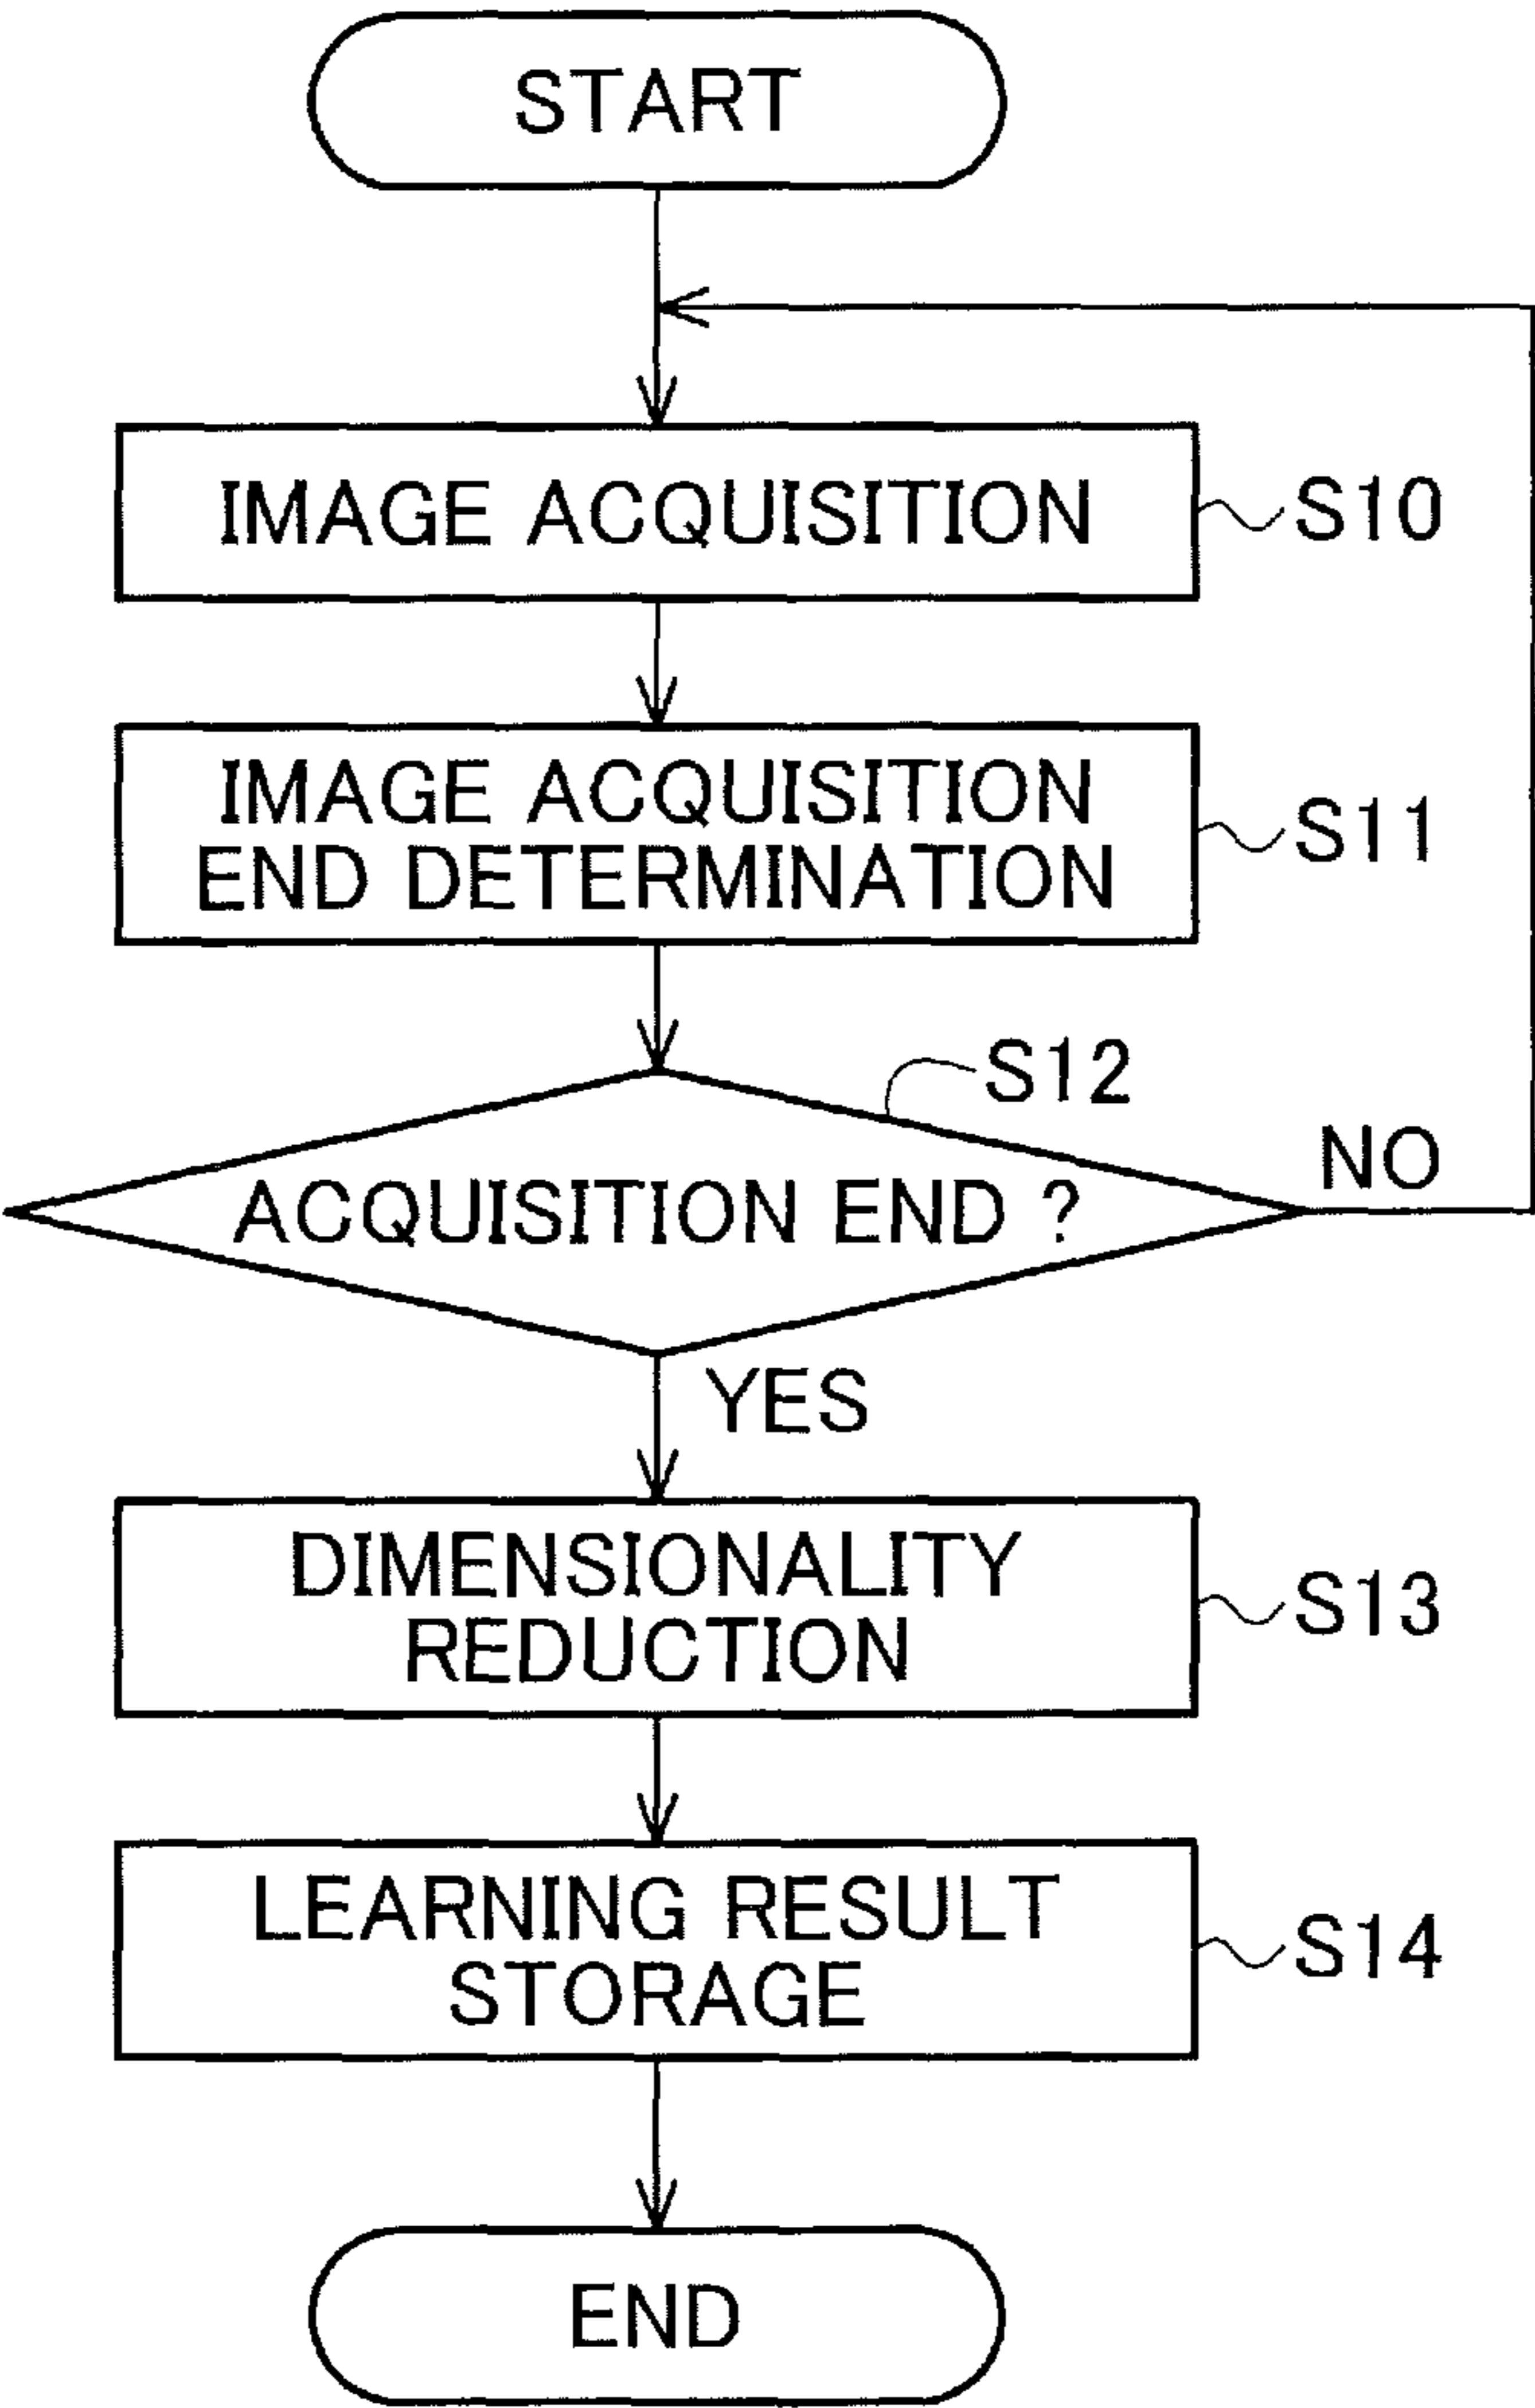 START
IMAGE ACQUISITION
S10
IMAGE ACQUISITION
END DETERMINATION
S11
S12
ACQUISITION END ?
NO
YES
DIMENSIONALITY
REDUCTION
S13
LEARNING RESULT
STORAGE
S14
END